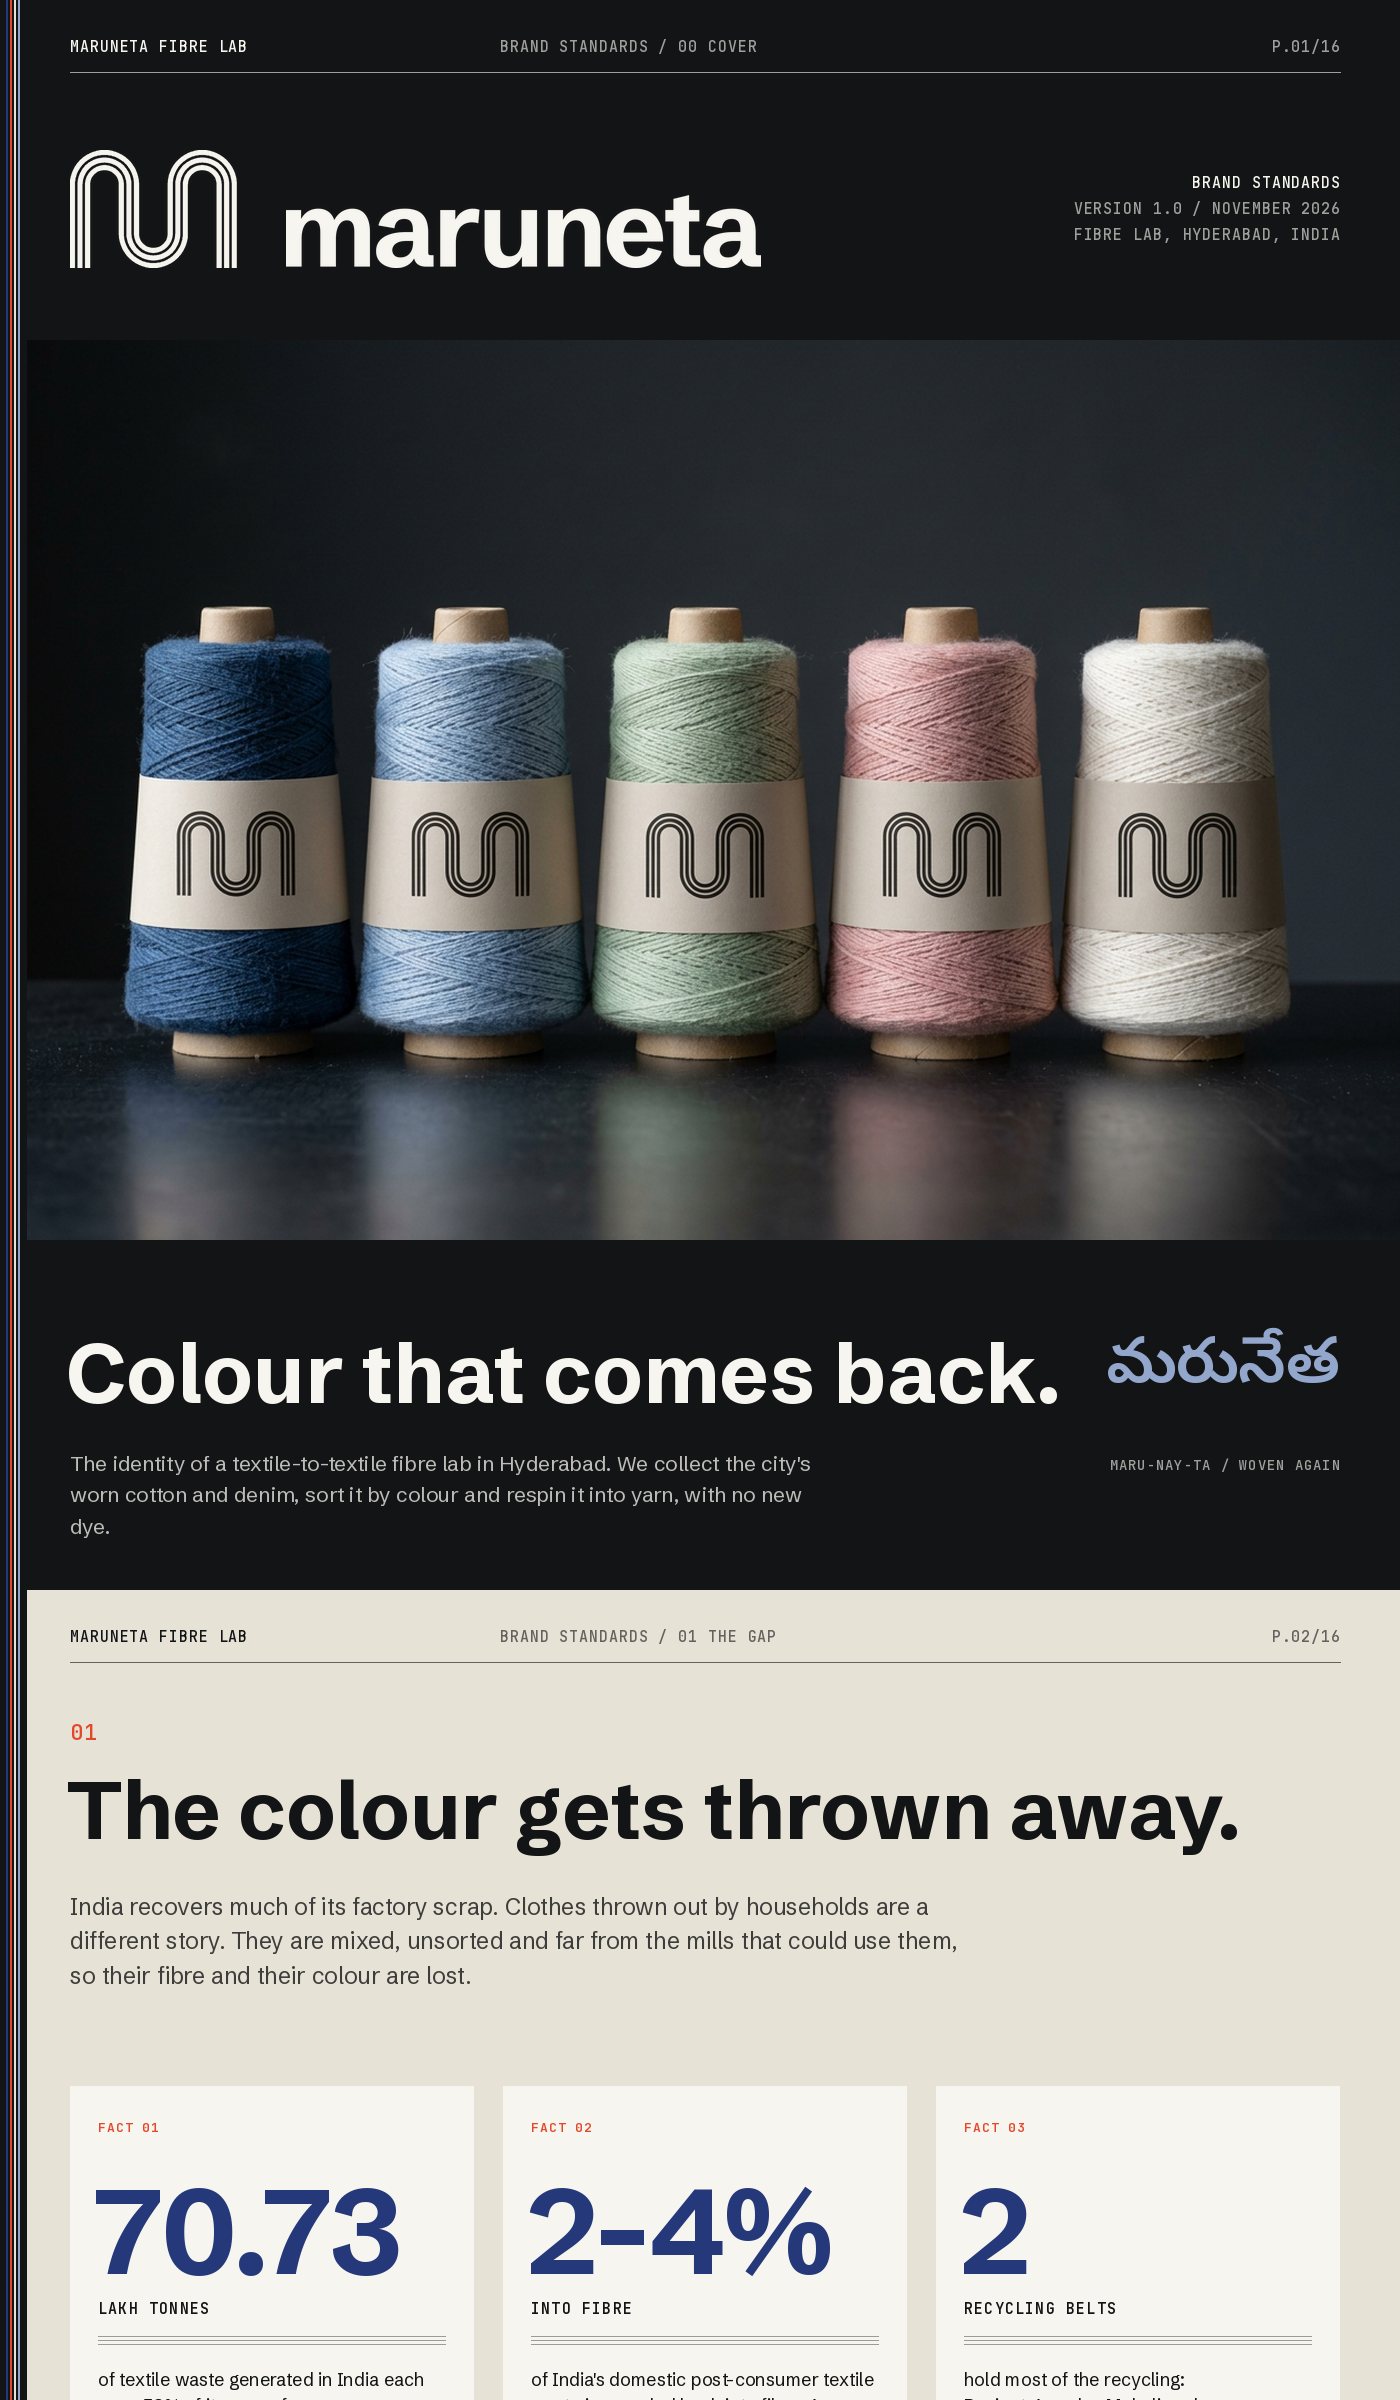 MARUNETA FIBRE LAB
BRAND STANDARDS / 00 COVER
P.01/16
maruneta
BRAND STANDARDS
VERSION 1.0 / NOVEMBER 2026
FIBRE LAB, HYDERABAD, INDIA
Colour that comes back.
మరునేత
The identity of a textile-to-textile fibre lab in Hyderabad. We collect the city's
worn cotton and denim, sort it by colour and respin it into yarn, with no new
dye.
MARU-NAY-TA / WOVEN AGAIN
MARUNETA FIBRE LAB
BRAND STANDARDS / 01 THE GAP
P.02/16
01
The colour gets thrown away.
India recovers much of its factory scrap. Clothes thrown out by households are a
different story. They are mixed, unsorted and far from the mills that could use them,
so their fibre and their colour are lost.
FACT 01
70.73
LAKH TONNES
of textile waste generated in India each
FACT 02
2-4%
INTO FIBRE
of India's domestic post-consumer textile
FACT 03
2
RECYCLING BELTS
hold most of the recycling: